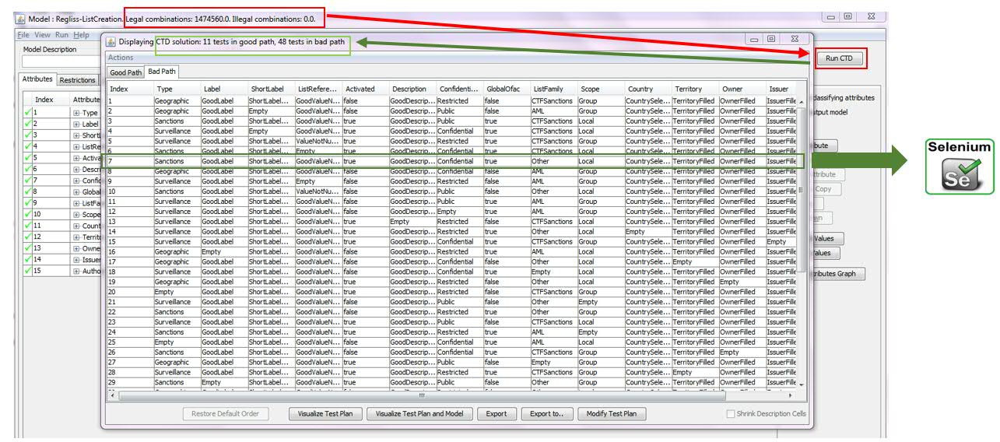 Model : Regliss-ListCreation. Legal combinations: 1474560.0. Illegal combinations: 0.0.
File View Run Help
Model Description
Displaying CTD solution: 11 tests in good path, 48 tests in bad path
Actions
Good Path Bad Path
Run CTD
Attributes Restrictions
Index Attribute
1 Type
2 Label
3 ShortL
4 ListRe
5 Activa
6 Descri
7 Confid
8 Global
9 ListFa
10 Scope
11 Count
12 Territo
13 Owne
14 Issuer
15 Autho
Index Type Label ShortLabel ListRefere... Activated Description Confidenti... GlobalOfac ListFamily Scope Country Territory Owner Issuer
1 Geographic GoodLabel ShortLabel... GoodValueN... false GoodDescrip... Restricted false CTFSanctions Group CountrySele... TerritoryFilled OwnerFilled IssuerFille
2 Geographic GoodLabel Empty GoodValueN... false GoodDescrip... Public false AML Group CountrySele... TerritoryFilled OwnerFilled IssuerFille
3 Sanctions GoodLabel ShortLabel... GoodValueN... true GoodDescrip... Public true CTFSanctions Local CountrySele... TerritoryFilled OwnerFilled IssuerFille
4 Surveillance GoodLabel Empty GoodValueN... true GoodDescrip... Confidential true CTFSanctions Local CountrySele... TerritoryFilled OwnerFilled IssuerFille
5 Surveillance GoodLabel ShortLabel... ValueNotNu... true GoodDescrip... Restricted true CTFSanctions Group CountrySele... TerritoryFilled OwnerFilled IssuerFille
6 Sanctions GoodLabel ShortLabel... Empty true GoodDescrip... Confidential true CTFSanctions Local CountrySele... TerritoryFilled OwnerFilled IssuerFille
7 Sanctions GoodLabel ShortLabel... GoodValueN... true GoodDescrip... Confidential true Other Local CountrySele... TerritoryFilled OwnerFilled IssuerFille
8 Geographic GoodLabel ShortLabel... GoodValueN... false GoodDescrip... Confidential false AML Group CountrySele... TerritoryFilled OwnerFilled IssuerFille
9 Surveillance GoodLabel ShortLabel... Empty false GoodDescrip... Restricted false AML Group CountrySele... TerritoryFilled OwnerFilled IssuerFille
10 Sanctions GoodLabel ShortLabel... ValueNotNu... false GoodDescrip... Public false Other Local CountrySele... TerritoryFilled OwnerFilled IssuerFille
11 Surveillance GoodLabel ShortLabel... GoodValueN... false GoodDescrip... Public false AML Group CountrySele... TerritoryFilled OwnerFilled IssuerFille
12 Surveillance GoodLabel ShortLabel... GoodValueN... false GoodDescrip... Empty true AML Local CountrySele... TerritoryFilled OwnerFilled IssuerFille
13 Surveillance GoodLabel ShortLabel... GoodValueN... false Empty Restricted false CTFSanctions Local CountrySele... TerritoryFilled OwnerFilled IssuerFille
14 Surveillance GoodLabel ShortLabel... GoodValueN... true GoodDescrip... Restricted true Other Local Empty TerritoryFilled OwnerFilled IssuerFille
15 Surveillance GoodLabel ShortLabel... GoodValueN... true GoodDescrip... Confidential false CTFSanctions Group CountrySele... TerritoryFilled OwnerFilled Empty
16 Geographic Empty ShortLabel... GoodValueN... false GoodDescrip... Restricted true AML Local CountrySele... TerritoryFilled OwnerFilled IssuerFille
17 Geographic GoodLabel ShortLabel... GoodValueN... false GoodDescrip... Confidential false Other Local CountrySele... Empty OwnerFilled IssuerFille
18 Surveillance GoodLabel ShortLabel... GoodValueN... false GoodDescrip... Confidential true Empty Local CountrySele... TerritoryFilled OwnerFilled IssuerFille
19 Geographic GoodLabel ShortLabel... GoodValueN... true GoodDescrip... Restricted false Other Local CountrySele... TerritoryFilled Empty IssuerFille
20 Empty GoodLabel ShortLabel... GoodValueN... true GoodDescrip... Restricted false CTFSanctions Group CountrySele... TerritoryFilled OwnerFilled IssuerFille
21 Surveillance GoodLabel ShortLabel... GoodValueN... false GoodDescrip... Public false Other Empty CountrySele... TerritoryFilled OwnerFilled IssuerFille
22 Sanctions GoodLabel ShortLabel... GoodValueN... false GoodDescrip... Restricted true Other Group CountrySele... TerritoryFilled OwnerFilled IssuerFille
23 Surveillance GoodLabel ShortLabel... GoodValueN... true GoodDescrip... Public false CTFSanctions Local CountrySele... TerritoryFilled OwnerFilled IssuerFille
24 Sanctions GoodLabel ShortLabel... GoodValueN... true GoodDescrip... Restricted true AML Empty CountrySele... TerritoryFilled OwnerFilled IssuerFille
25 Empty GoodLabel ShortLabel... GoodValueN... false GoodDescrip... Confidential true AML Local CountrySele... TerritoryFilled OwnerFilled IssuerFille
26 Surveillance GoodLabel ShortLabel... GoodValueN... false GoodDescrip... Confidential true CTFSanctions Group CountrySele... TerritoryFilled Empty IssuerFille
27 Geographic GoodLabel ShortLabel... GoodValueN... true GoodDescrip... Public false Empty Group CountrySele... TerritoryFilled OwnerFilled IssuerFille
28 Surveillance GoodLabel ShortLabel... GoodValueN... true GoodDescrip... Restricted true CTFSanctions Group CountrySele... Empty OwnerFilled IssuerFille
29 Sanctions Empty ShortLabel... GoodValueN... true GoodDescrip... Public false Other Group CountrySele... TerritoryFilled OwnerFilled IssuerFille
Restore Default Order Visualize Test Plan Visualize Test Plan and Model Export Export to.. Modify Test Plan Shrink Description Cells
classifying attributes
tput model
bute
ttribute
Copy
wn
Values
alues
tributes Graph
Selenium
Se